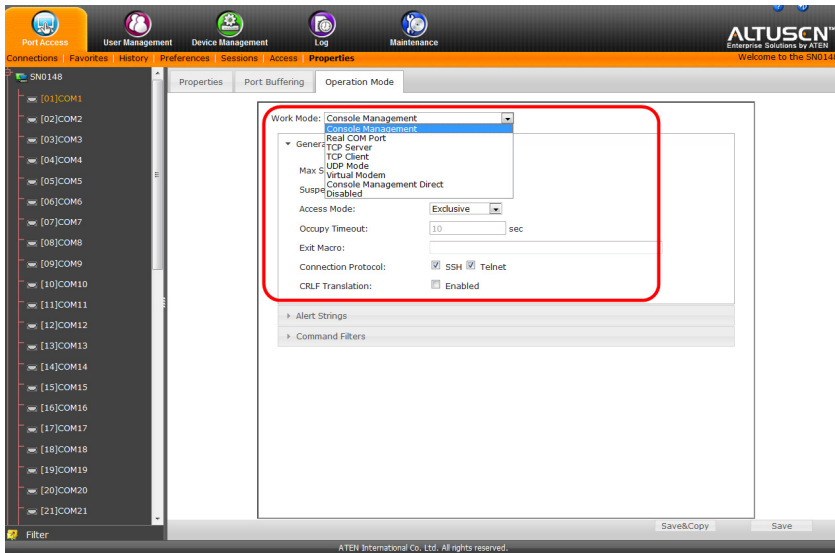 Port Access
User Management
Device Management
Log
Maintenance
ALTUSEN™
Enterprise Solutions by ATEN
Connections Favorites History Preferences Sessions Access Properties
Welcome to the SN014
SN0148
[01]COM1
[02]COM2
[03]COM3
[04]COM4
[05]COM5
[06]COM6
[07]COM7
[08]COM8
[09]COM9
[10]COM10
[11]COM11
[12]COM12
[13]COM13
[14]COM14
[15]COM15
[16]COM16
[17]COM17
[18]COM18
[19]COM19
[20]COM20
[21]COM21
Filter
Properties Port Buffering Operation Mode
Work Mode: Console Management
Console Management
Real COM Port
TCP Server
TCP Client
UDP Mode
Virtual Modem
Console Management Direct
Disabled
Genera
Max S
Suspe
Access Mode: Exclusive
Occupy Timeout: 10 sec
Exit Macro:
Connection Protocol: SSH Telnet
CRLF Translation: Enabled
Alert Strings
Command Filters
Save&Copy Save
ATEN International Co. Ltd. All rights reserved.